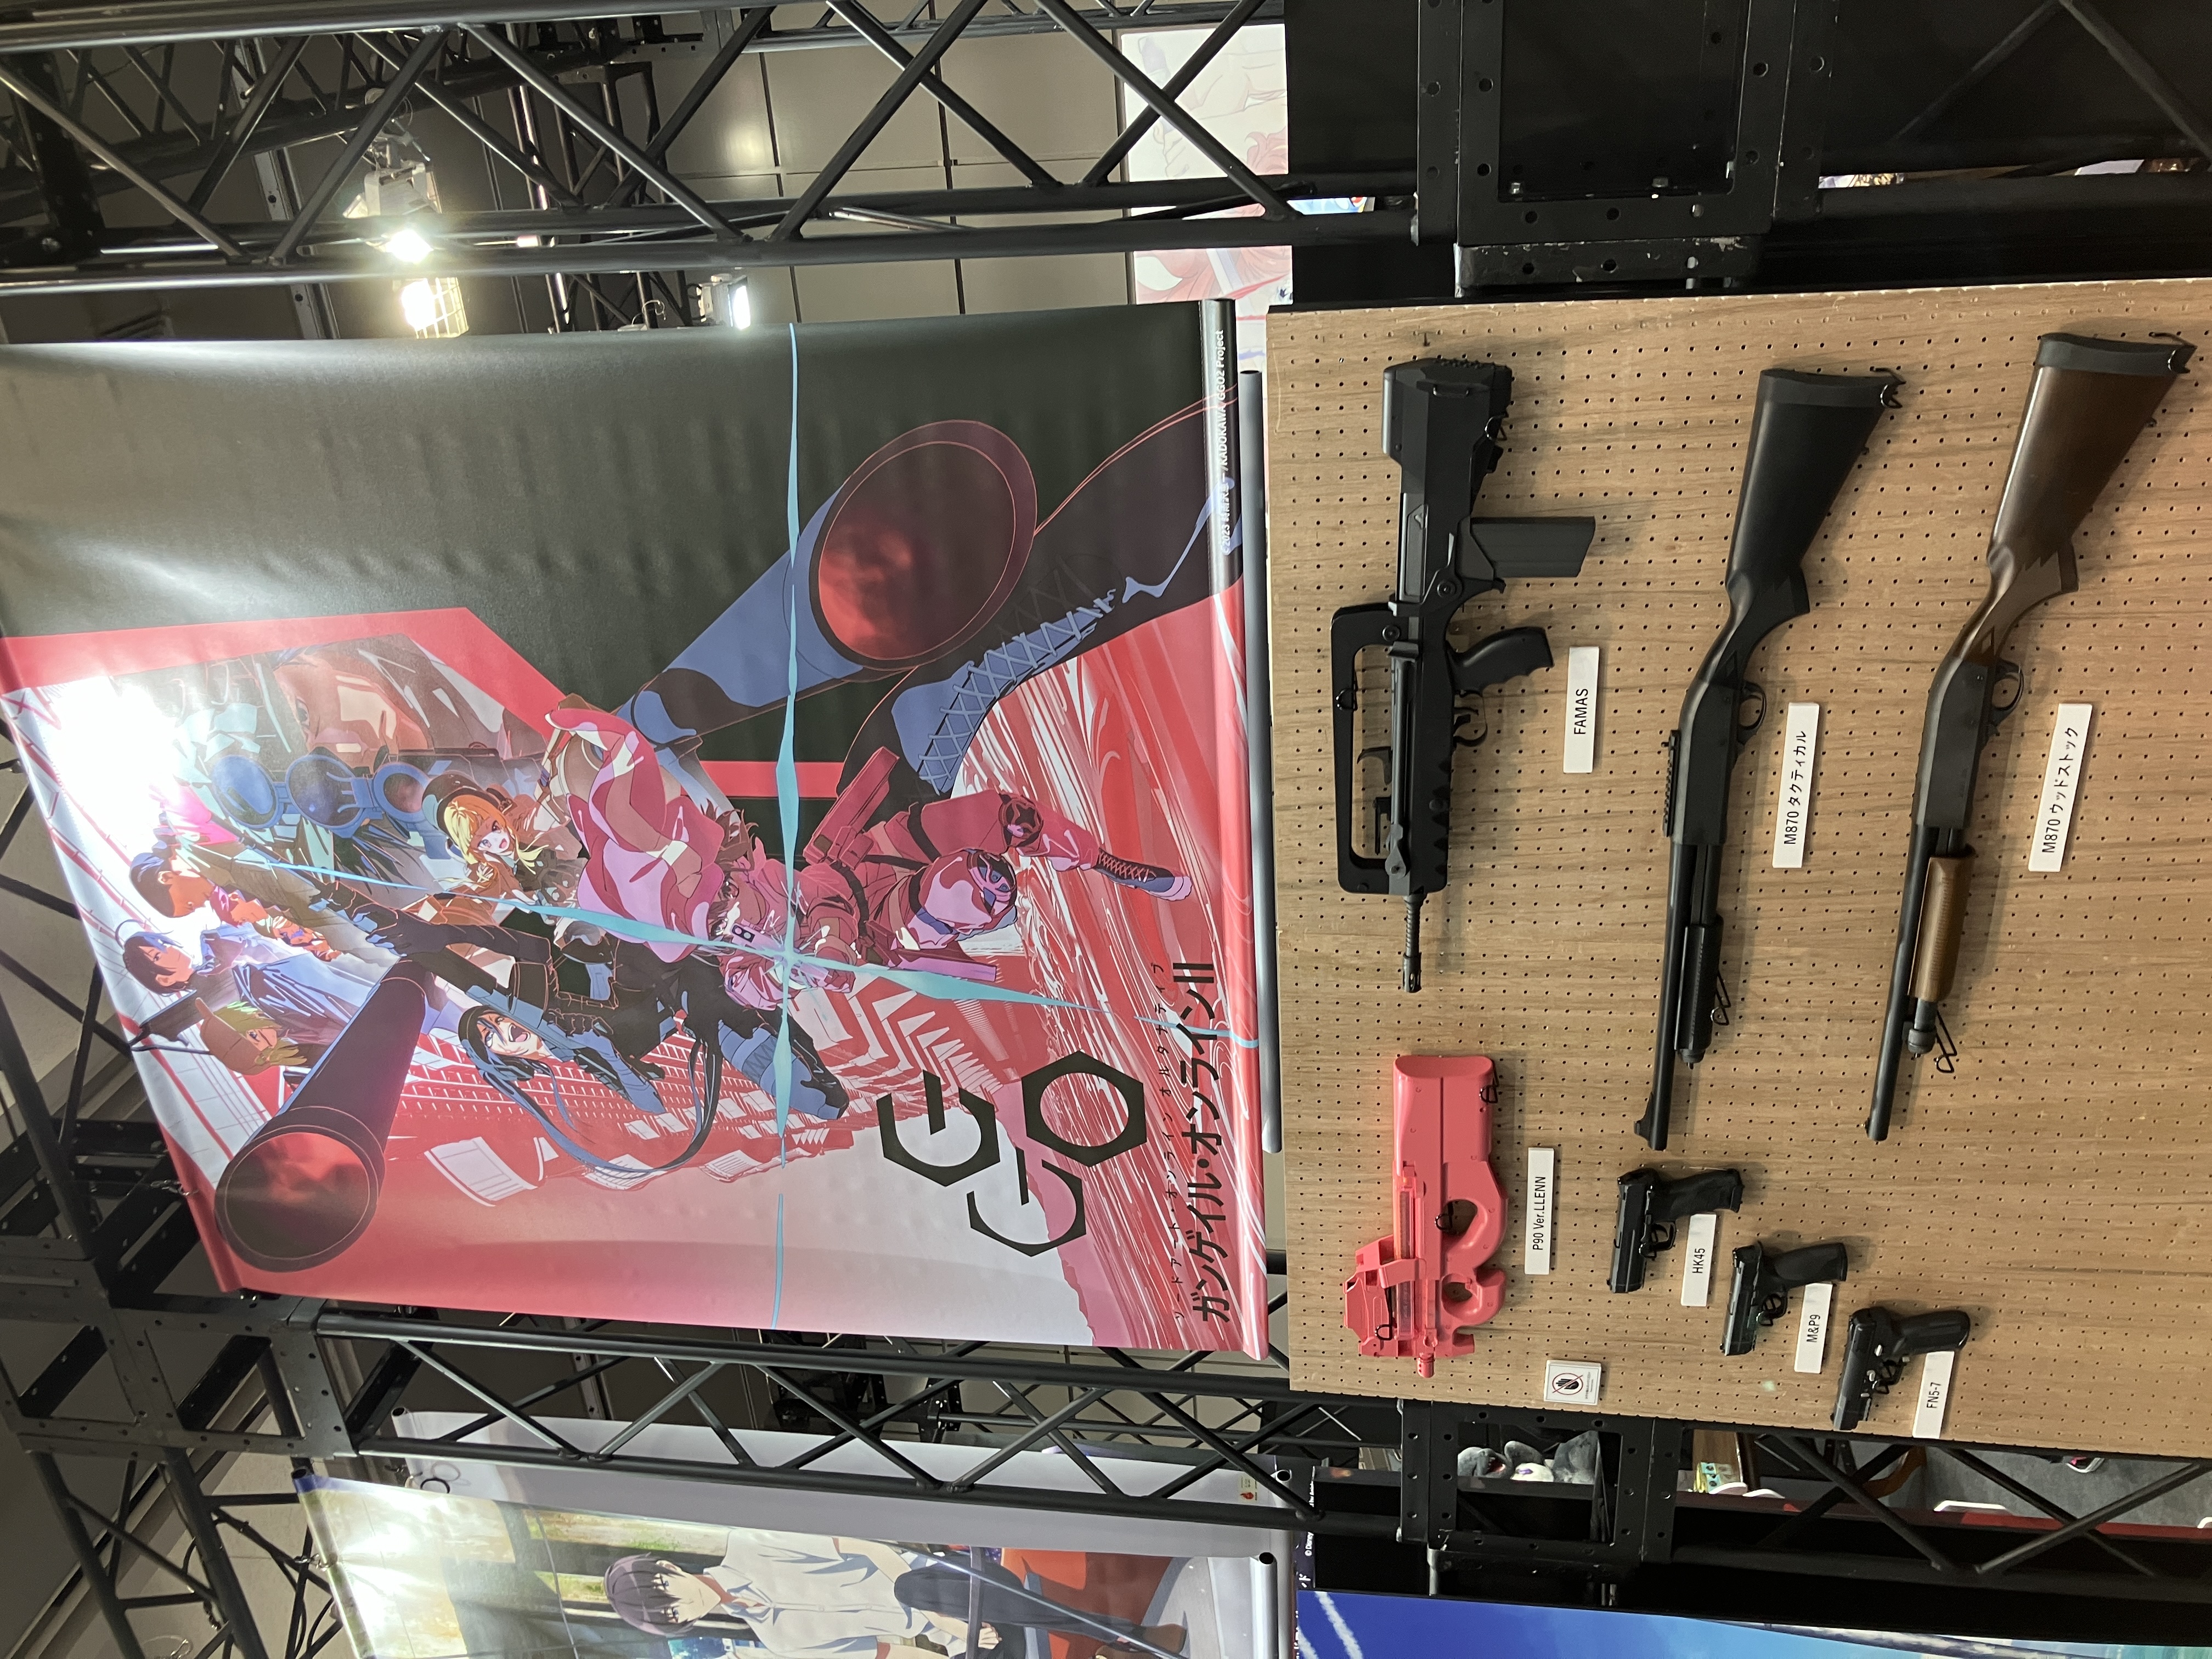 GGO
ソードアート・オンライン オルタナティブ
ガンゲイル・オンラインII
©2023 時雨沢恵一/KADOKAWA/GGO2 Project
© Disney
P90 Ver.LLENN
FAMAS
HK45
M&P9
M870 タクティカル
FN5-7
M870 ウッドストック